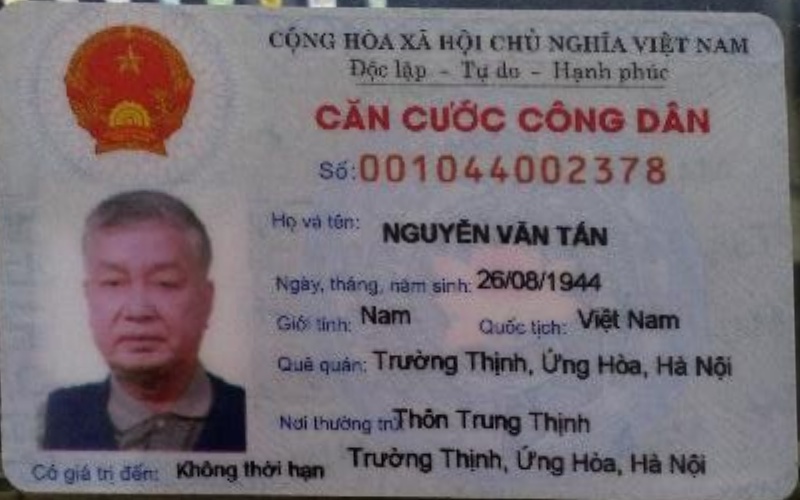 CỘNG HÒA XÃ HỘI CHỦ NGHĨA VIỆT NAM
Độc lập - Tự do - Hạnh phúc
CĂN CƯỚC CÔNG DÂN
Số: 001044002378
Họ và tên: NGUYỄN VĂN TÁN
Ngày, tháng, năm sinh: 26/08/1944
Giới tính: Nam Quốc tịch: Việt Nam
Quê quán: Trường Thịnh, Ứng Hòa, Hà Nội
Nơi thường trú: Thôn Trung Thịnh
Trường Thịnh, Ứng Hòa, Hà Nội
Có giá trị đến: Không thời hạn